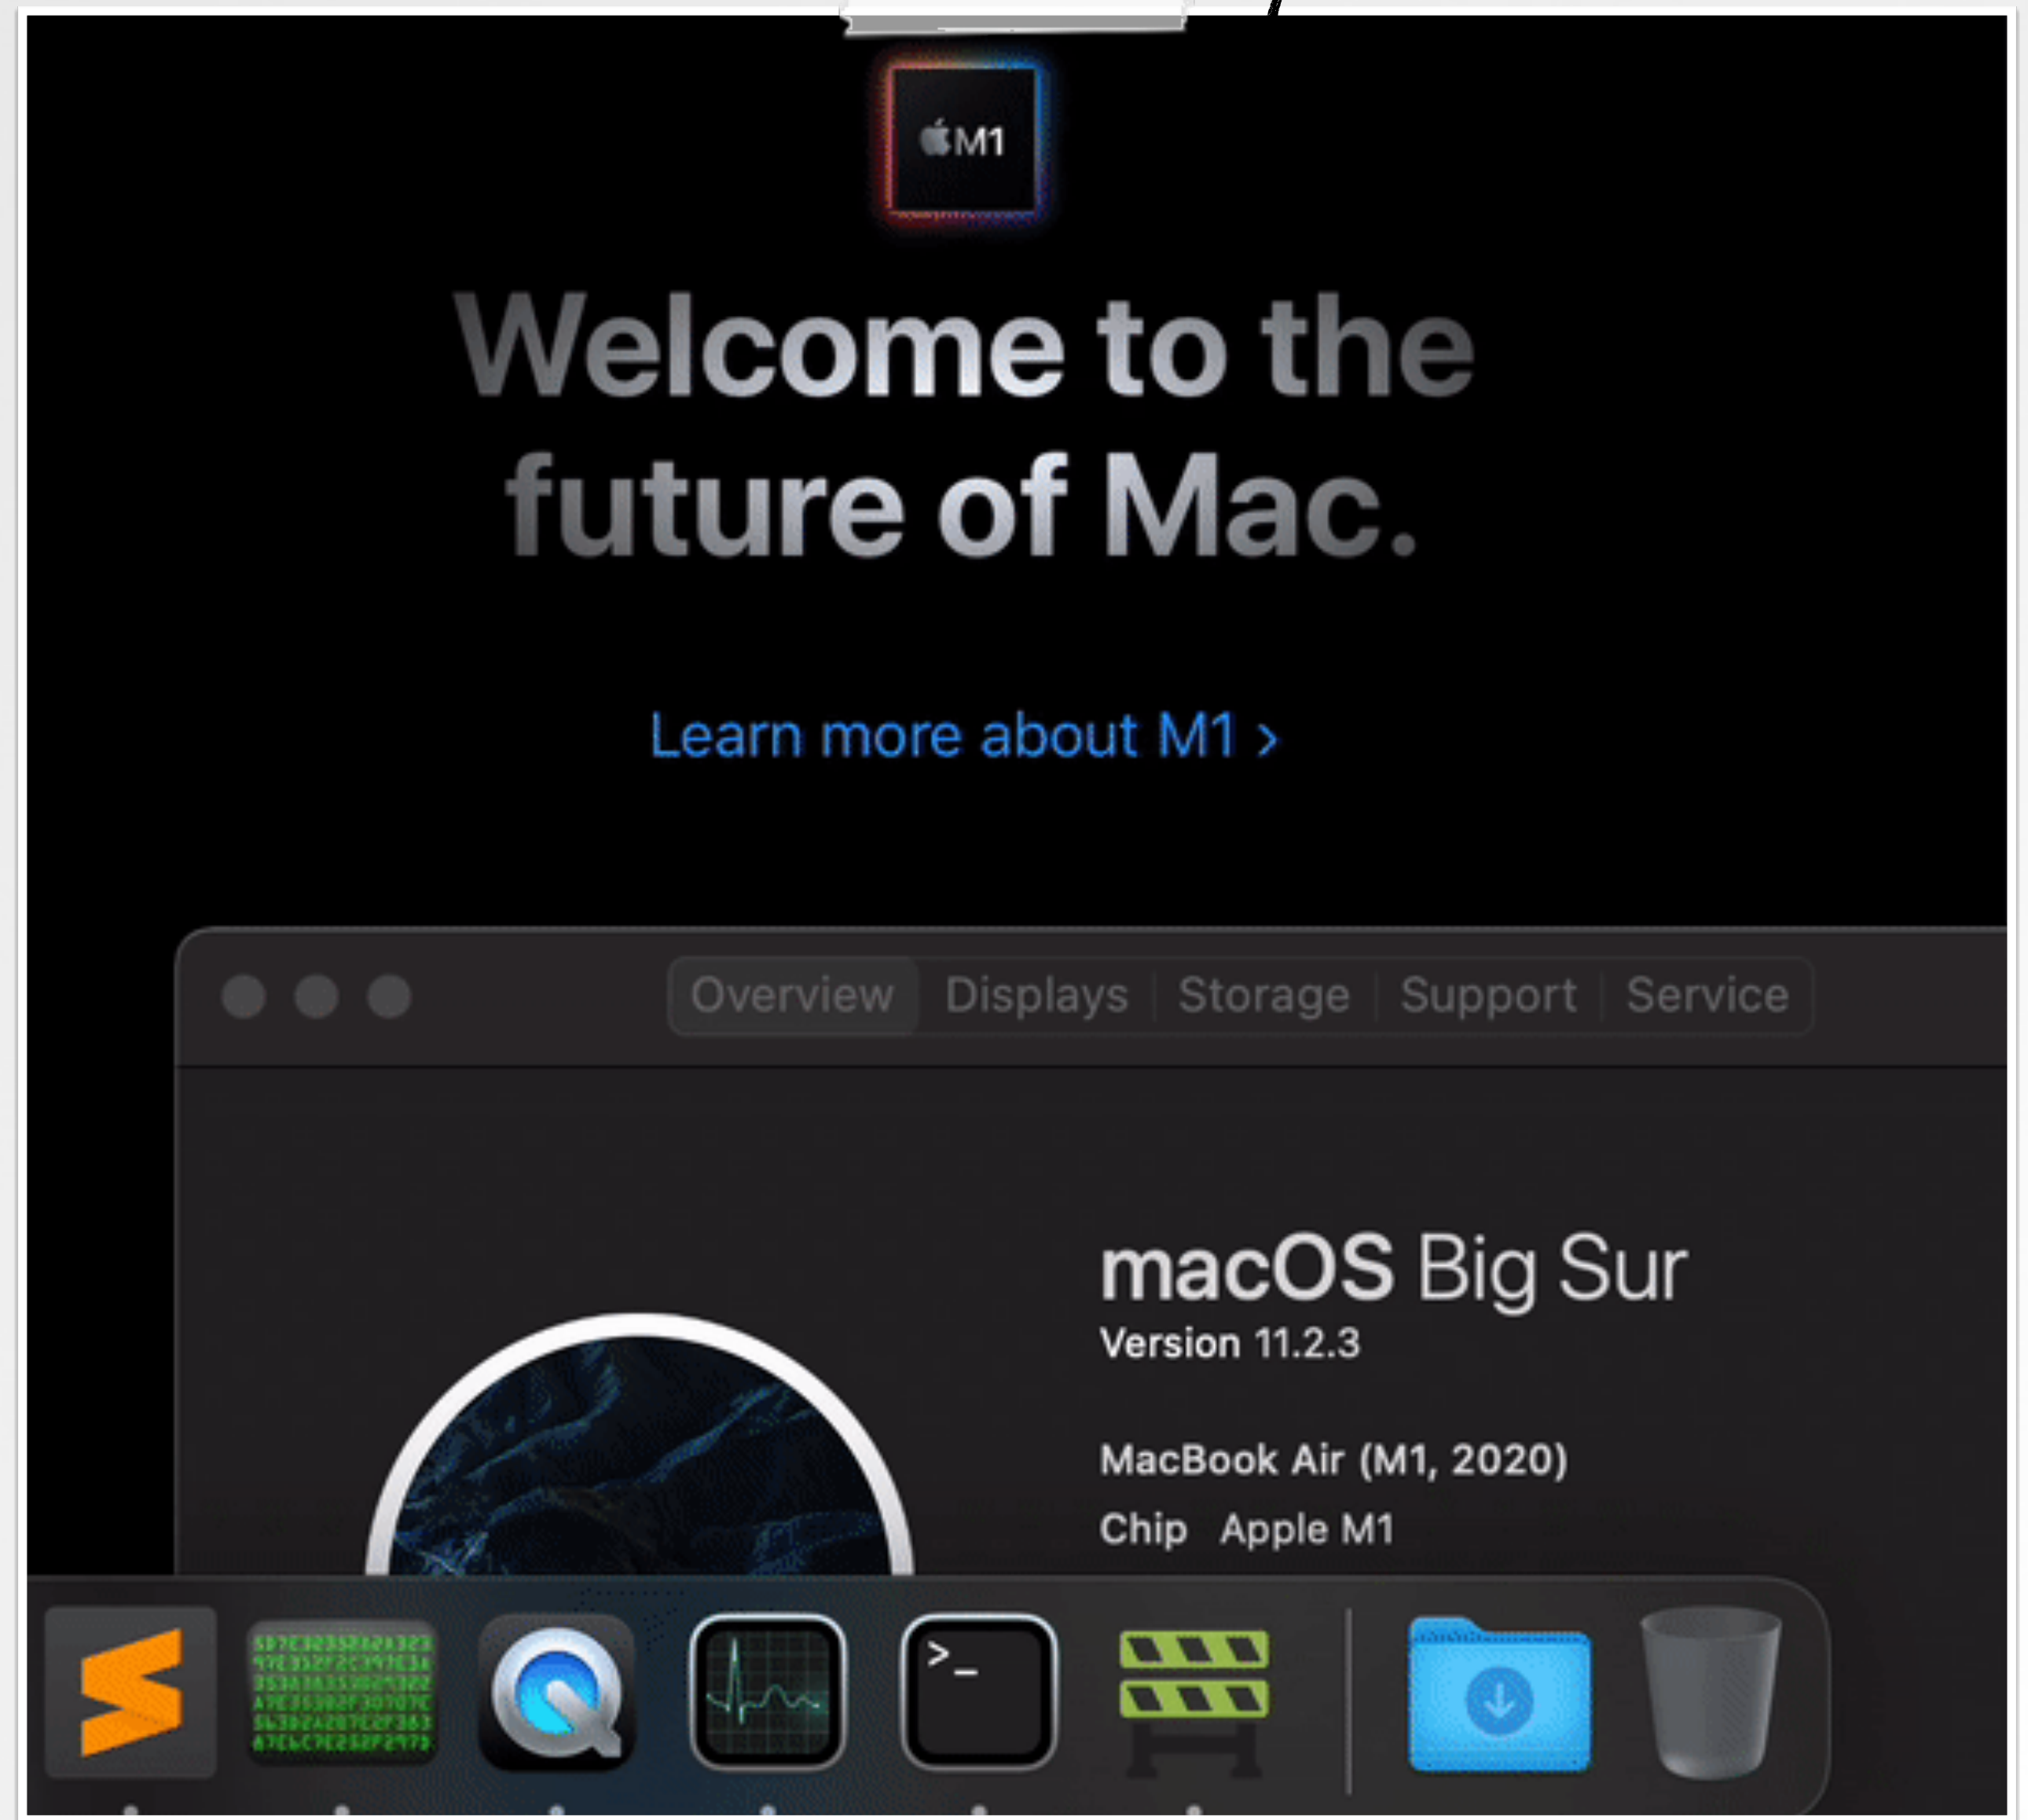 M1
Welcome to the
future of Mac.
Learn more about M1 >
Overview Displays Storage Support Service
macOS Big Sur
Version 11.2.3
MacBook Air (M1, 2020)
Chip Apple M1
>_